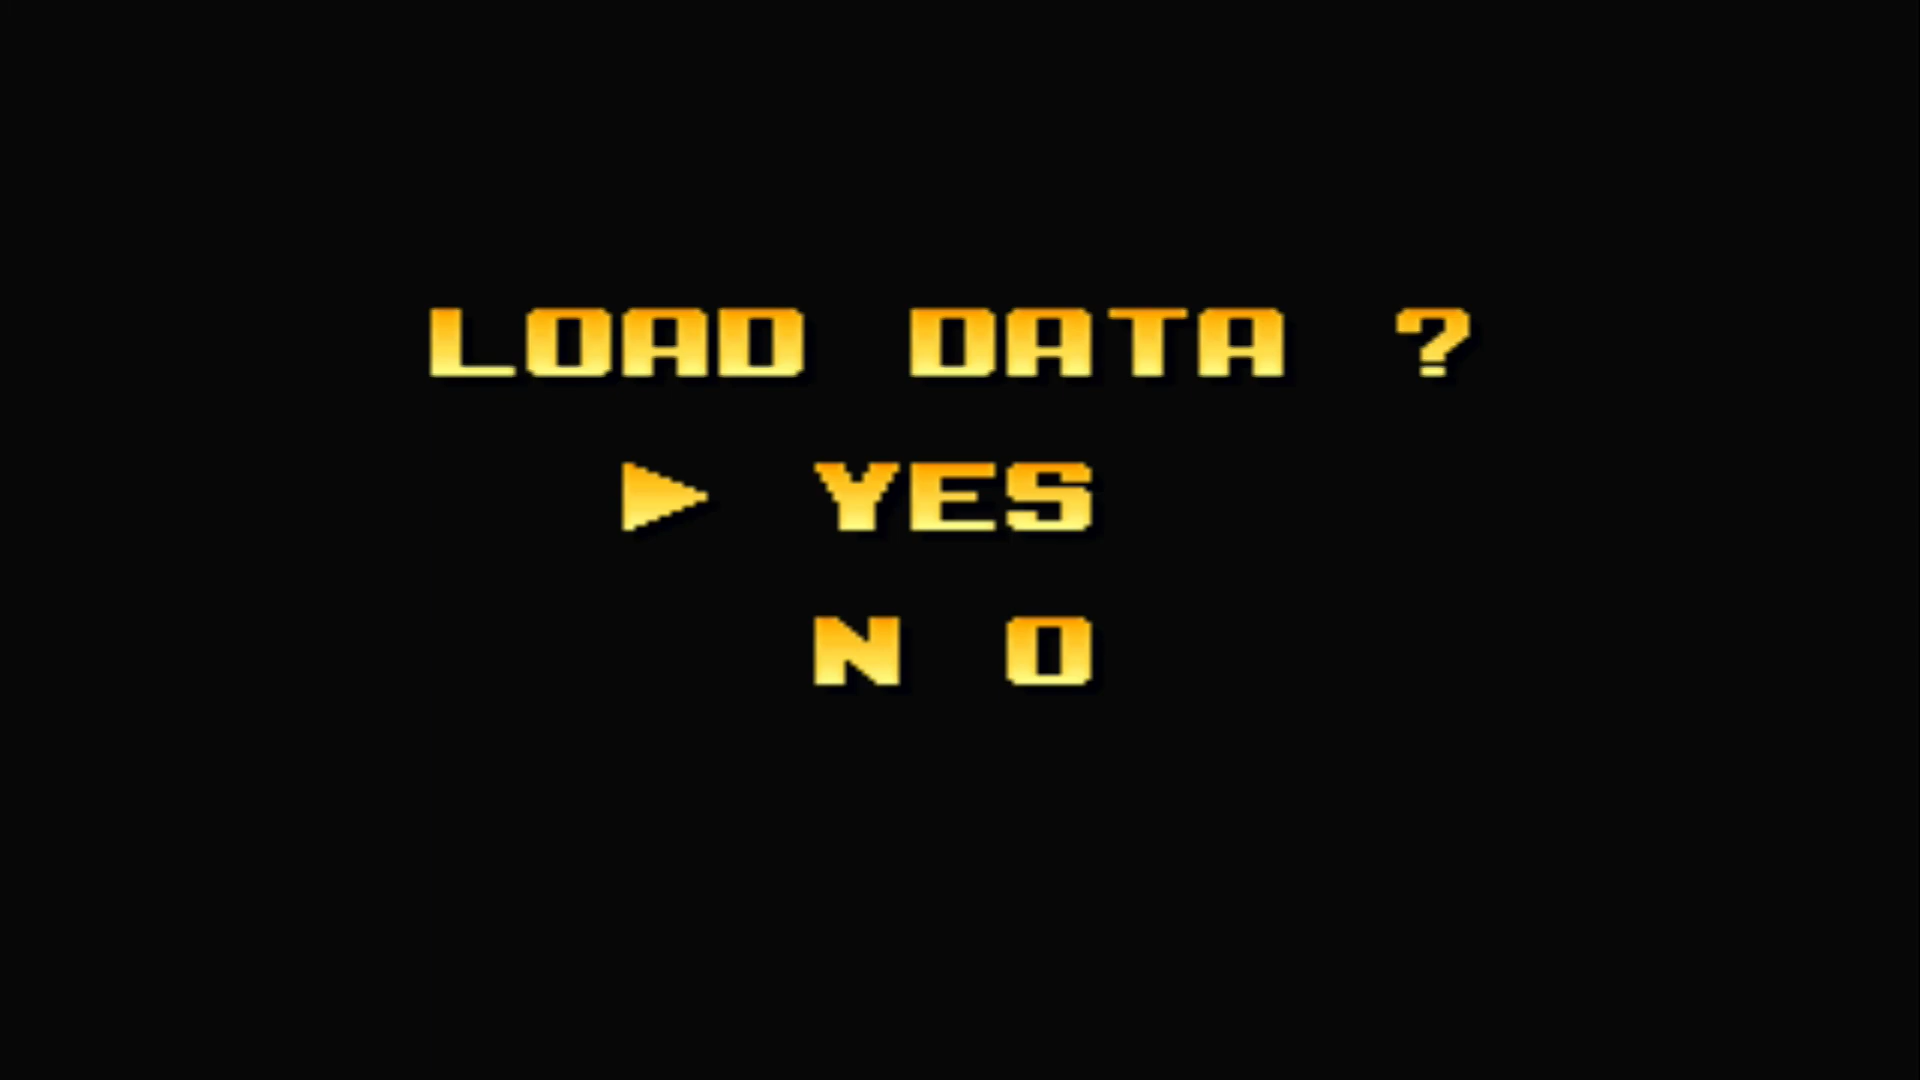 LOAD DATA ?
▶ YES
N O